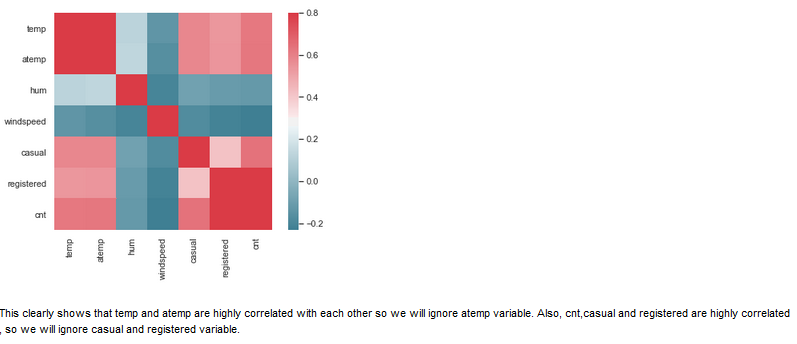 temp
atemp
hum
windspeed
casual
registered
cnt
0.8
0.6
0.4
0.2
0.0
−0.2
temp
atemp
hum
windspeed
casual
registered
cnt
This clearly shows that temp and atemp are highly correlated with each other so we will ignore atemp variable. Also, cnt,casual and registered are highly correlated
, so we will ignore casual and registered variable.